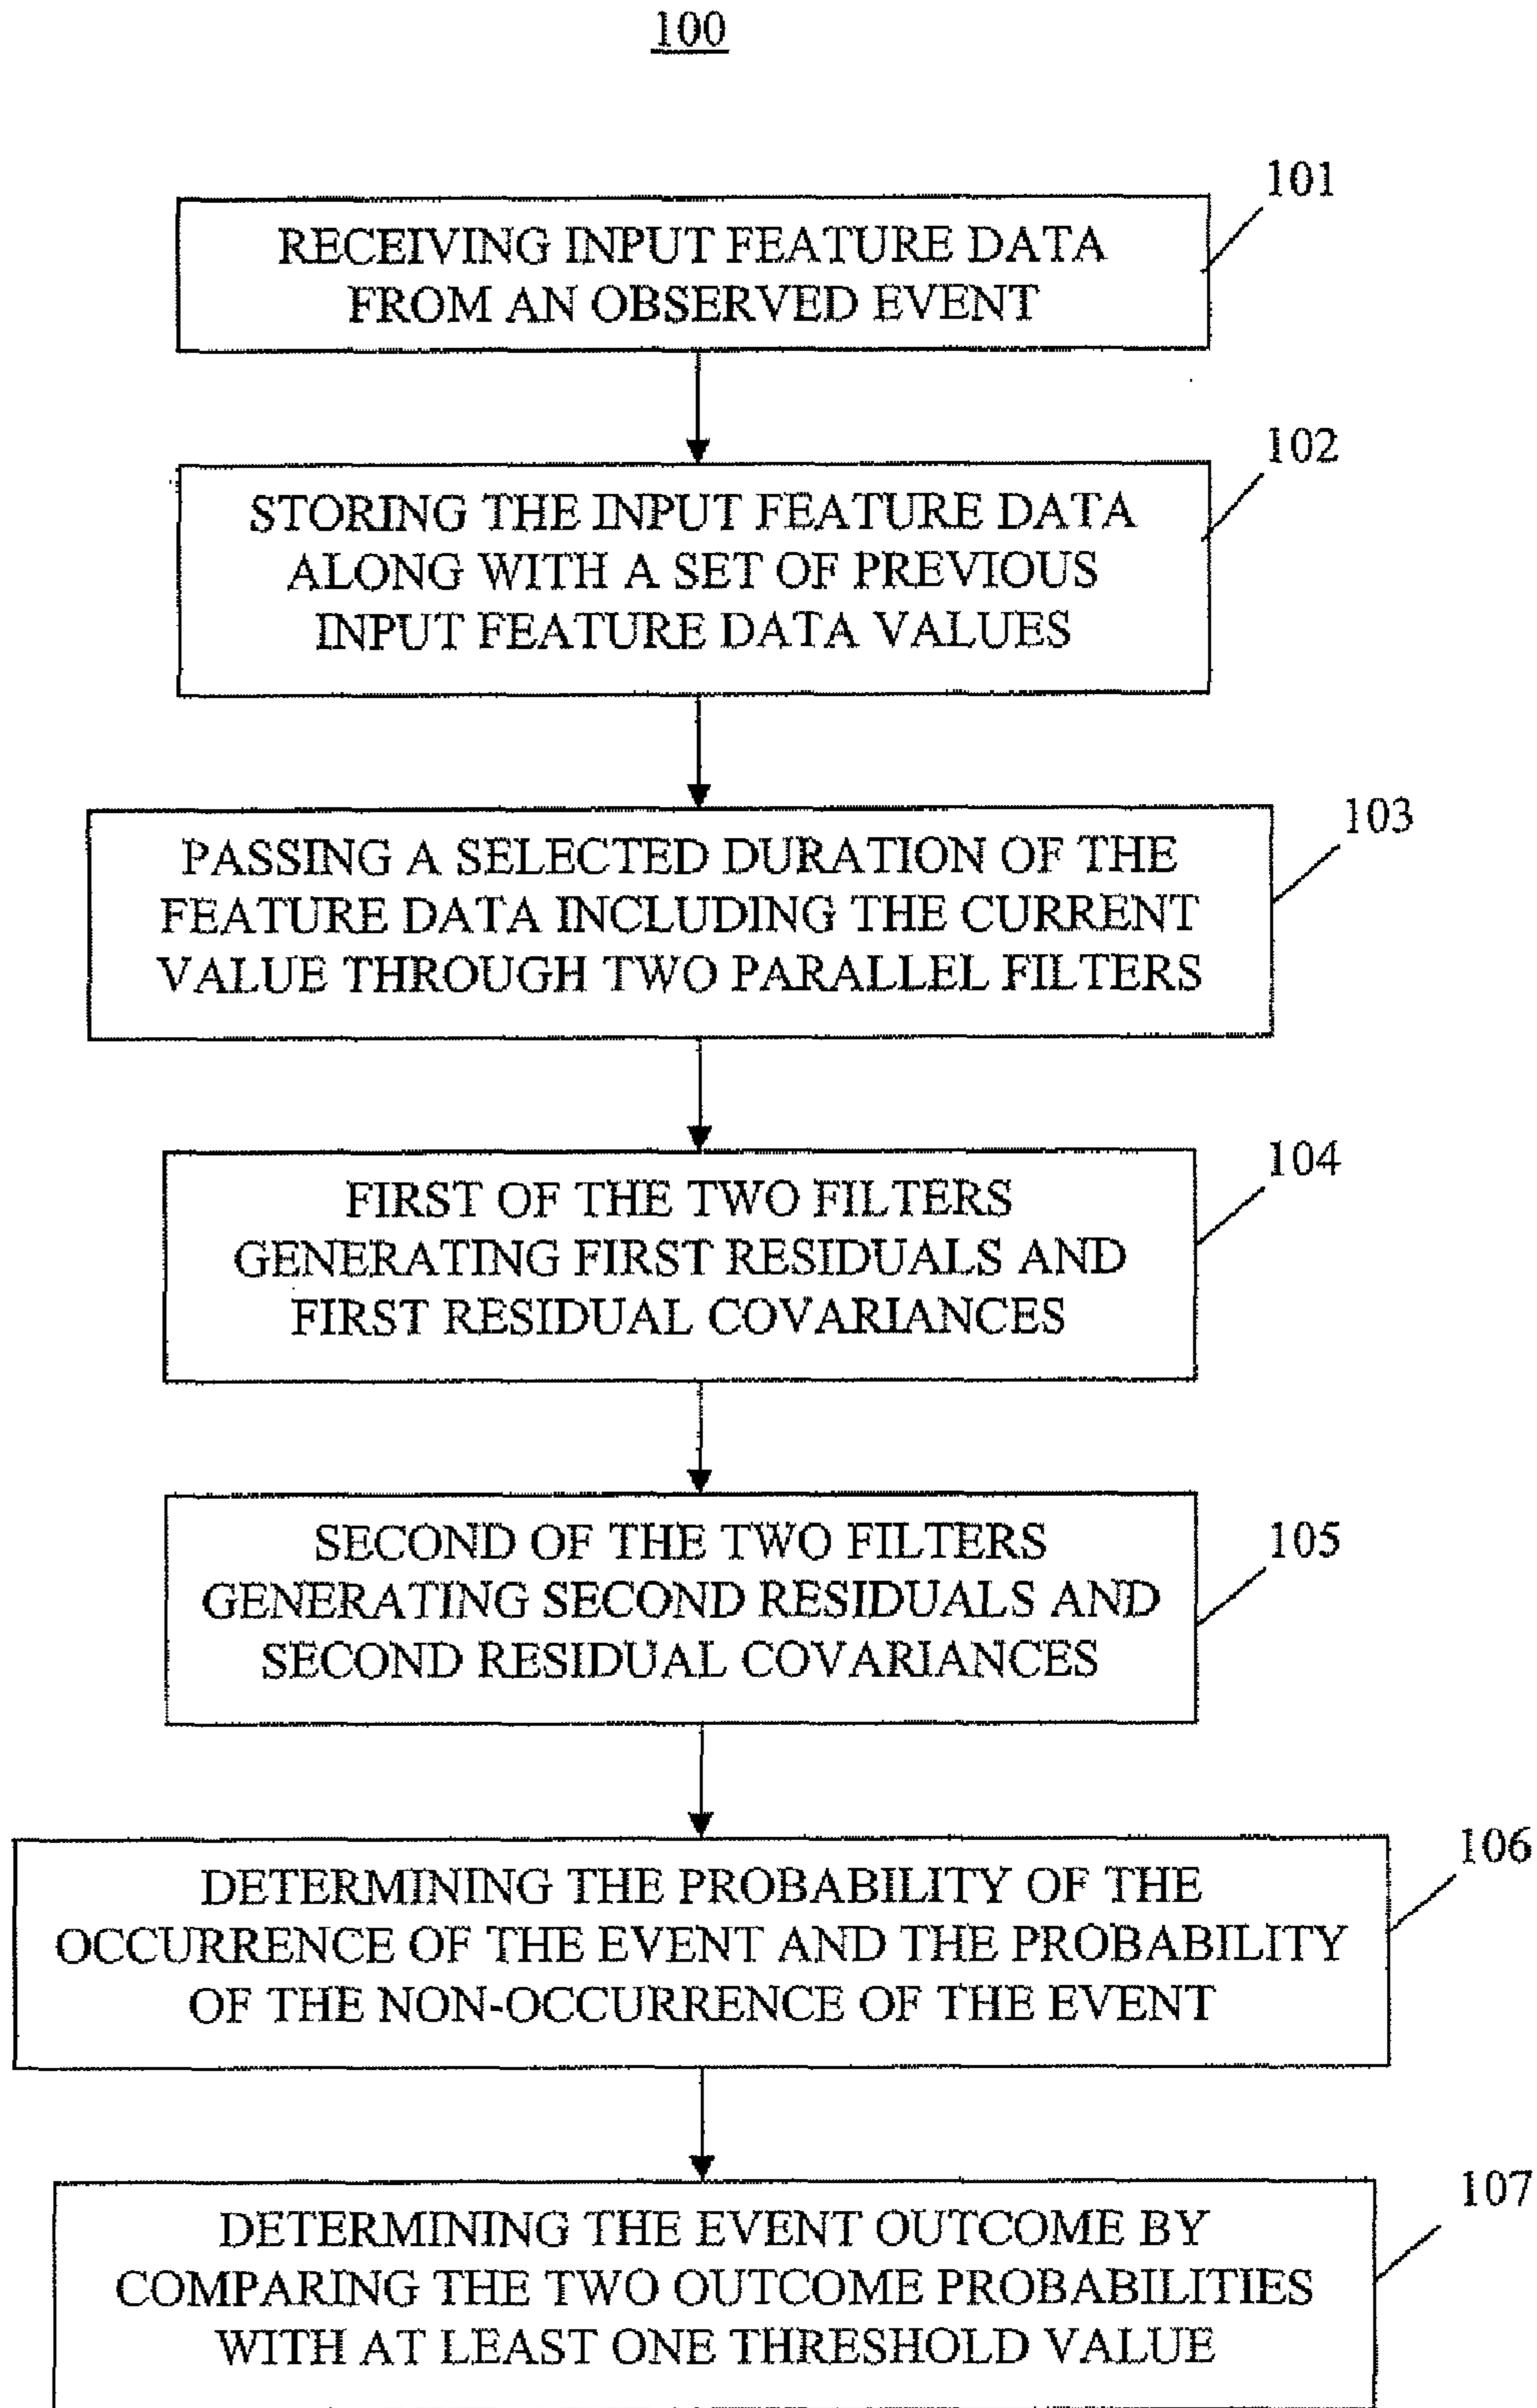 100
101
RECEIVING INPUT FEATURE DATA
FROM AN OBSERVED EVENT
102
STORING THE INPUT FEATURE DATA
ALONG WITH A SET OF PREVIOUS
INPUT FEATURE DATA VALUES
103
PASSING A SELECTED DURATION OF THE
FEATURE DATA INCLUDING THE CURRENT
VALUE THROUGH TWO PARALLEL FILTERS
104
FIRST OF THE TWO FILTERS
GENERATING FIRST RESIDUALS AND
FIRST RESIDUAL COVARIANCES
105
SECOND OF THE TWO FILTERS
GENERATING SECOND RESIDUALS AND
SECOND RESIDUAL COVARIANCES
106
DETERMINING THE PROBABILITY OF THE
OCCURRENCE OF THE EVENT AND THE PROBABILITY
OF THE NON-OCCURRENCE OF THE EVENT
107
DETERMINING THE EVENT OUTCOME BY
COMPARING THE TWO OUTCOME PROBABILITIES
WITH AT LEAST ONE THRESHOLD VALUE